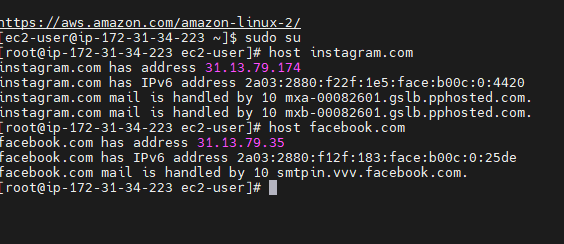 https://aws.amazon.com/amazon-linux-2/
[ec2-user@ip-172-31-34-223 ~]$ sudo su
[root@ip-172-31-34-223 ec2-user]# host instagram.com
instagram.com has address 31.13.79.174
instagram.com has IPv6 address 2a03:2880:f22f:1e5:face:b00c:0:4420
instagram.com mail is handled by 10 mxa-00082601.gslb.pphosted.com.
instagram.com mail is handled by 10 mxb-00082601.gslb.pphosted.com.
[root@ip-172-31-34-223 ec2-user]# host facebook.com
facebook.com has address 31.13.79.35
facebook.com has IPv6 address 2a03:2880:f12f:183:face:b00c:0:25de
facebook.com mail is handled by 10 smtpin.vvv.facebook.com.
[root@ip-172-31-34-223 ec2-user]#